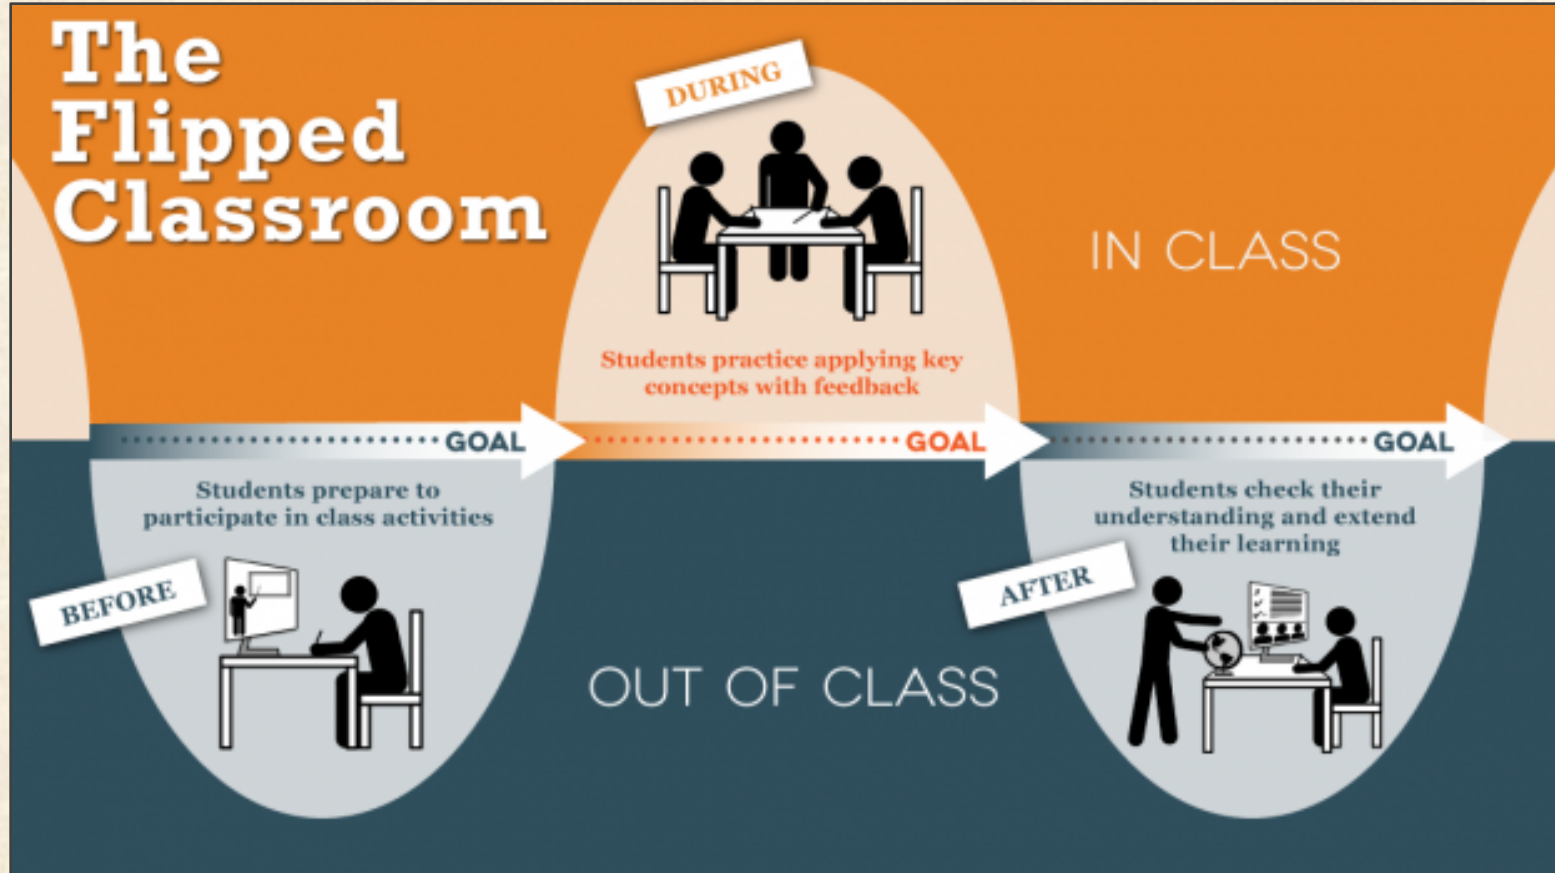 The
Flipped
Classroom
DURING
IN CLASS
Students practice applying key
concepts with feedback
GOAL
GOAL
GOAL
Students prepare to
participate in class activities
BEFORE
OUT OF CLASS
Students check their
understanding and extend
their learning
AFTER